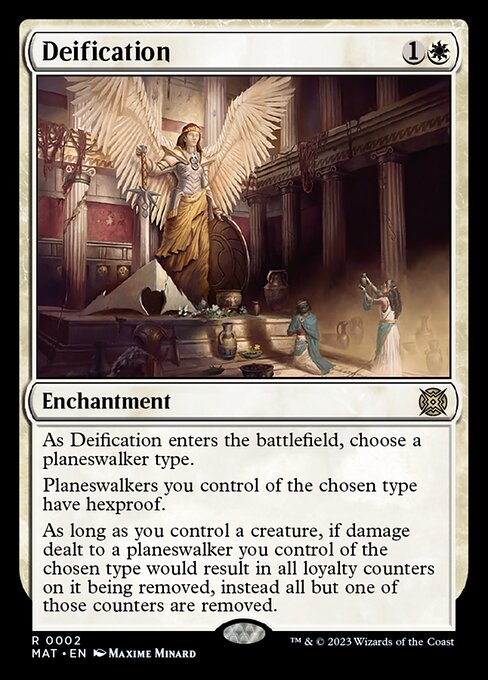 Deification 1
Enchantment
As Deification enters the battlefield, choose a
planeswalker type.
Planeswalkers you control of the chosen type
have hexproof.
As long as you control a creature, if damage
dealt to a planeswalker you control of the
chosen type would result in all loyalty counters
on it being removed, instead all but one of
those counters are removed.
R 0002
MAT • EN Maxime Minard
™ & © 2023 Wizards of the Coast